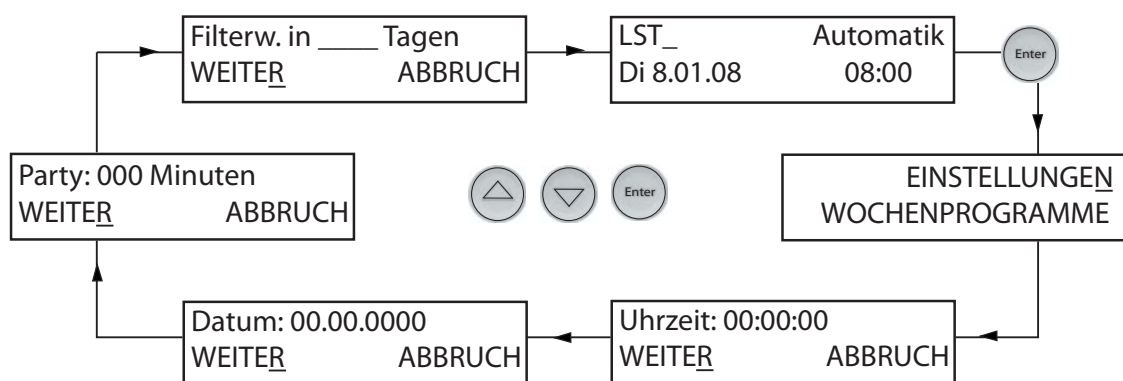 Filterw. in ____ Tagen
WEITER ABBRUCH
LST_ Automatik
Di 8.01.08 08:00
Enter
Party: 000 Minuten
WEITER ABBRUCH
Enter
EINSTELLUNGEN
WOCHENPROGRAMME
Datum: 00.00.0000
WEITER ABBRUCH
Uhrzeit: 00:00:00
WEITER ABBRUCH